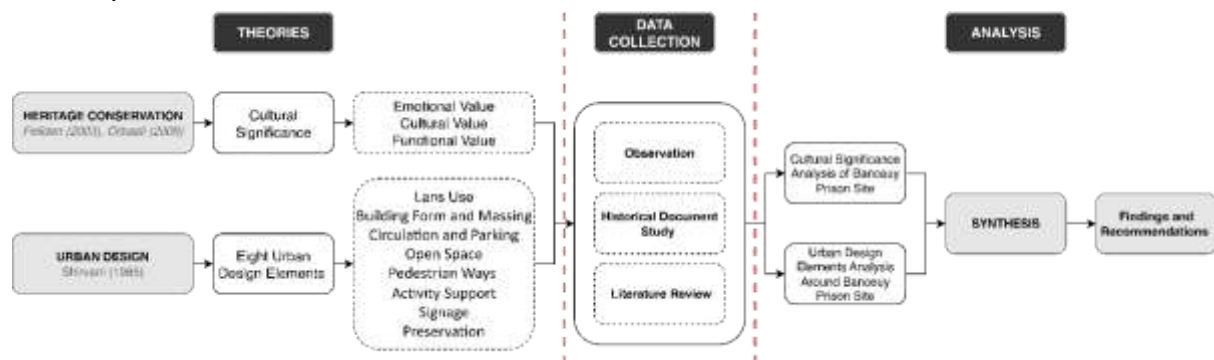 THEORIES
DATA
COLLECTION
ANALYSIS
HERITAGE CONSERVATION
Feilden (2003), Orbasli (2008)
Cultural
Significance
Emotional Value
Cultural Value
Functional Value
URBAN DESIGN
Shirvani (1985)
Eight Urban
Design Elements
Lans Use
Building Form and Massing
Circulation and Parking
Open Space
Pedestrian Ways
Activity Support
Signage
Preservation
Observation
Historical Document
Study
Literature Review
Cultural Significance
Analysis of Banceuy
Prison Site
Urban Design
Elements Analysis
Around Banceuy
Prison Site
SYNTHESIS
Findings and
Recommendations